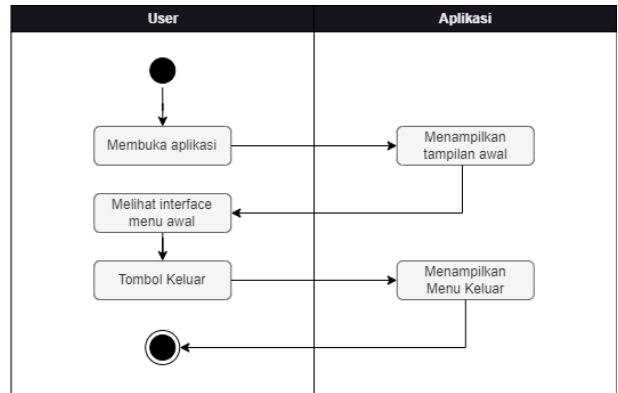 User
Aplikasi
Membuka aplikasi
Menampilkan
tampilan awal
Melihat interface
menu awal
Tombol Keluar
Menampilkan
Menu Keluar